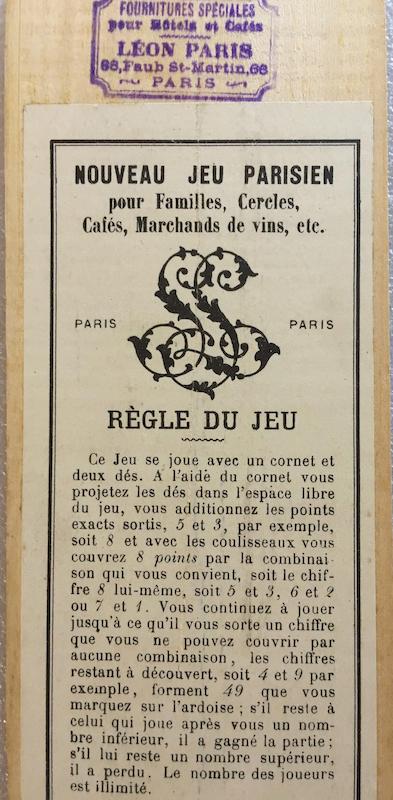 FOURNITURES SPÉCIALES
pour Hôtels et Cafés
LÉON PARIS
66, Faub St-Martin, 66
PARIS
NOUVEAU JEU PARISIEN
pour Familles, Cercles,
Cafés, Marchands de vins, etc.
S
PARIS PARIS
RÈGLE DU JEU
Ce Jeu se joue avec un cornet et
deux dés. A l'aide du cornet vous
projetez les dés dans l'espace libre
du jeu, vous additionnez les points
exacts sortis, 5 et 3, par exemple,
soit 8 et avec les coulisseaux vous
couvrez 8 points par la combinai-
son qui vous convient, soit le chif-
fre 8 lui-même, soit 5 et 3, 6 et 2
ou 7 et 1. Vous continuez à jouer
jusqu'à ce qu'il vous sorte un chiffre
que vous ne pouvez couvrir par
aucune combinaison, les chiffres
restant à découvert, soit 4 et 9 par
exemple, forment 49 que vous
marquez sur l'ardoise; s'il reste à
celui qui joue après vous un nom-
bre inférieur, il a gagné la partie;
s'il lui reste un nombre supérieur,
il a perdu. Le nombre des joueurs
est illimité.